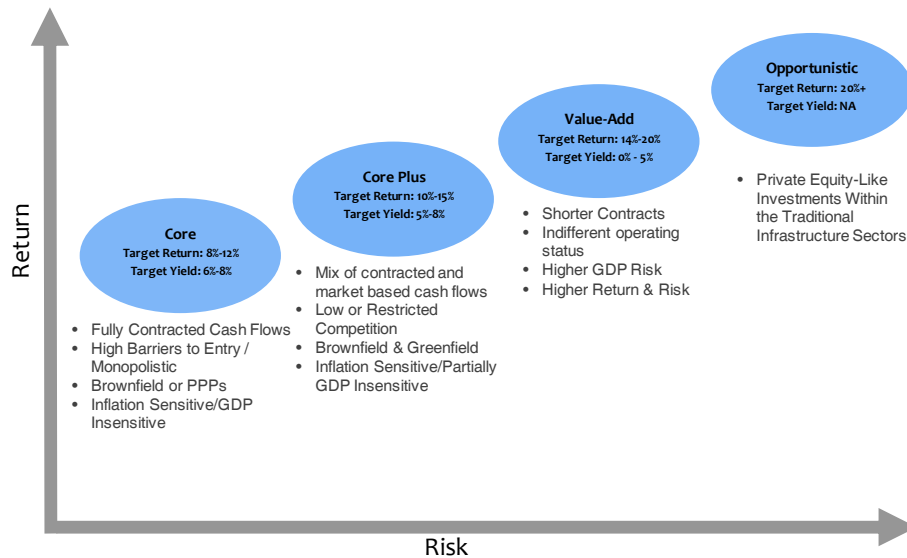 Return
Core
Target Return: 8%-12%
Target Yield: 6%-8%
• Fully Contracted Cash Flows
• High Barriers to Entry /
Monopolistic
• Brownfield or PPPs
• Inflation Sensitive/GDP
Insensitive
Core Plus
Target Return: 10%-15%
Target Yield: 5%-8%
• Mix of contracted and
market based cash flows
• Low or Restricted
Competition
• Brownfield & Greenfield
• Inflation Sensitive/Partially
GDP Insensitive
Value-Add
Target Return: 14%-20%
Target Yield: 0% - 5%
• Shorter Contracts
• Indifferent operating
status
• Higher GDP Risk
• Higher Return & Risk
Opportunistic
Target Return: 20%+
Target Yield: NA
• Private Equity-Like
Investments Within
the Traditional
Infrastructure Sectors
Risk